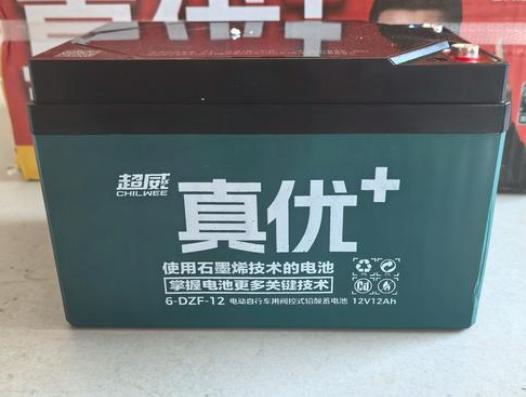 真优+
超威
CHILWEE
真优+
使用石墨烯技术的电池
掌握电池更多关键技术
6-DZF-12 电动自行车用阀控式铅酸蓄电池 12V12Ah